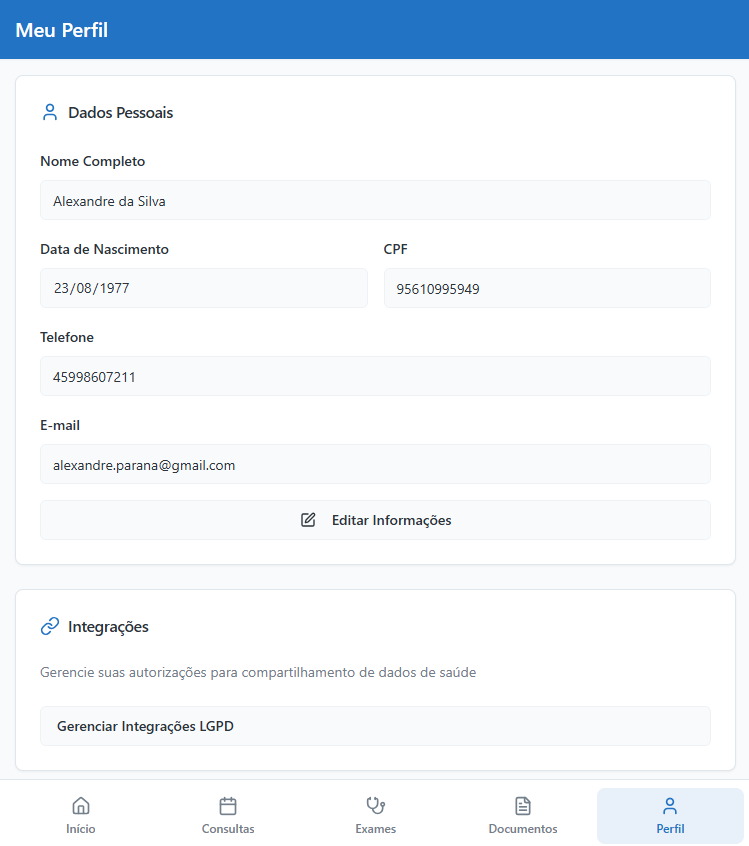 Meu Perfil
Dados Pessoais
Nome Completo
Alexandre da Silva
Data de Nascimento
CPF
23/08/1977
95610995949
Telefone
45998607211
E-mail
alexandre.parana@gmail.com
Editar Informações
Integrações
Gerencie suas autorizações para compartilhamento de dados de saúde
Gerenciar Integrações LGPD
Início
Consultas
Exames
Documentos
Perfil